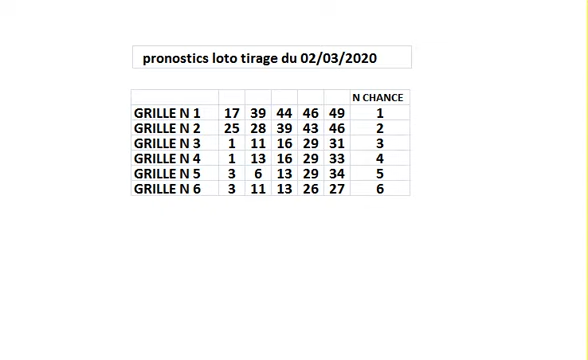 pronostics loto tirage du 02/03/2020
N CHANCE
GRILLE N 1 17 39 44 46 49 1
GRILLE N 2 25 28 39 43 46 2
GRILLE N 3 1 11 16 29 31 3
GRILLE N 4 1 13 16 29 33 4
GRILLE N 5 3 6 13 29 34 5
GRILLE N 6 3 11 13 26 27 6